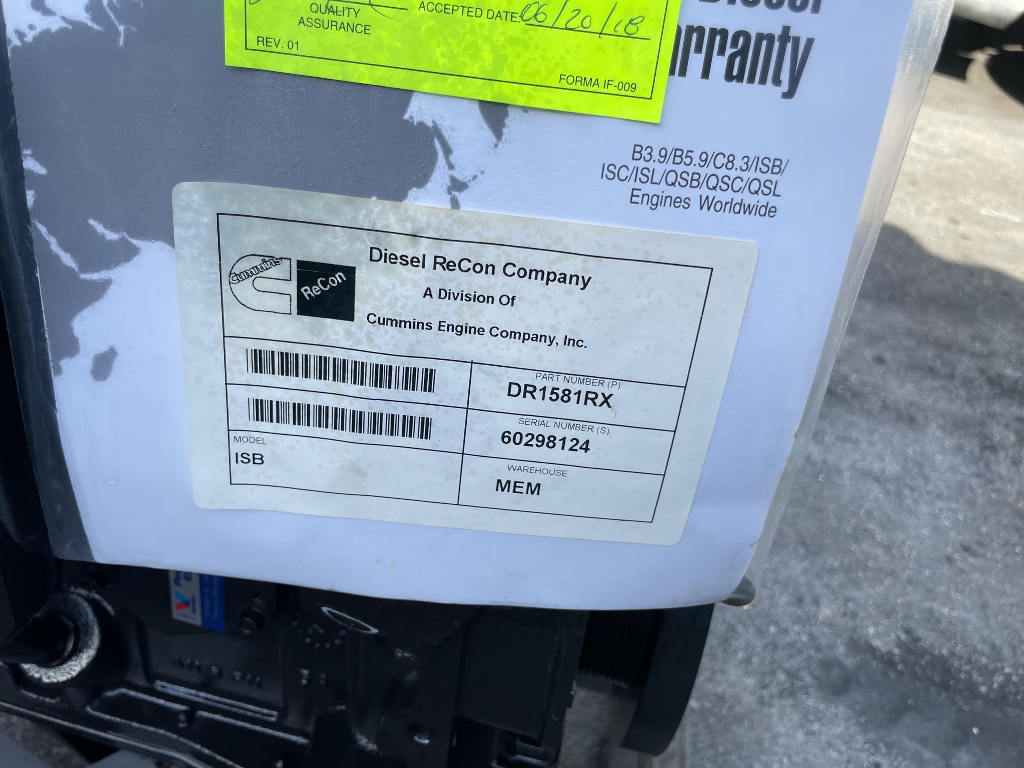 QUALITY
ASSURANCE
ACCEPTED DATE: 06/20/18
REV. 01
FORMA IF-009
B3.9/B5.9/C8.3/ISB/
ISC/ISL/QSB/QSC/QSL
Engines Worldwide
Cummins
ReCon
Diesel ReCon Company
A Division Of
Cummins Engine Company, Inc.
PART NUMBER (P)
DR1581RX
SERIAL NUMBER (S)
60298124
MODEL
ISB
WAREHOUSE
MEM